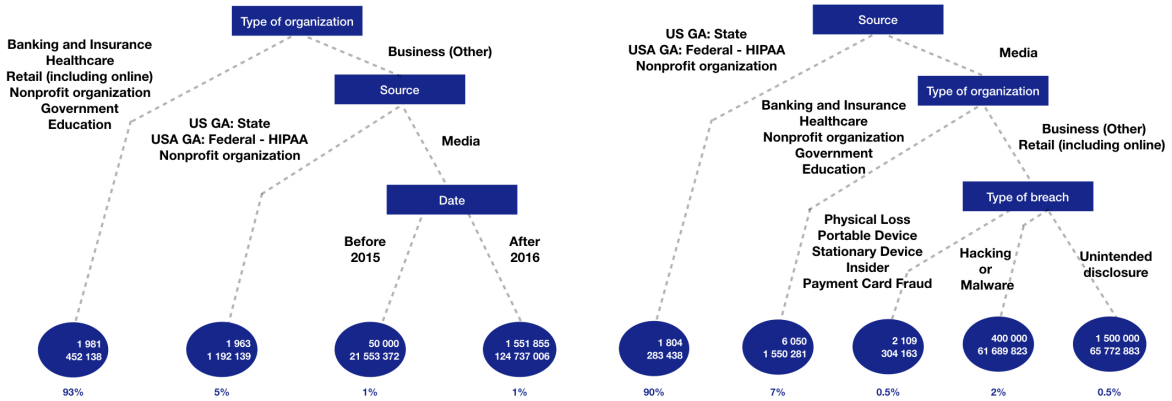 Type of organization
Banking and Insurance
Healthcare
Retail (including online)
Nonprofit organization
Government
Education
Business (Other)
Source
US GA: State
USA GA: Federal - HIPAA
Nonprofit organization
Media
Date
Before
2015
After
2016
1 981
452 138
93%
1 963
1 192 139
5%
50 000
21 553 372
1%
1 551 855
124 737 006
1%
Source
US GA: State
USA GA: Federal - HIPAA
Nonprofit organization
Media
Type of organization
Banking and Insurance
Healthcare
Nonprofit organization
Government
Education
Business (Other)
Retail (including online)
Type of breach
Physical Loss
Portable Device
Stationary Device
Insider
Payment Card Fraud
Hacking
or
Malware
Unintended
disclosure
1 804
283 438
90%
6 050
1 550 281
7%
2 109
304 163
0.5%
400 000
61 689 823
2%
1 500 000
65 772 883
0.5%